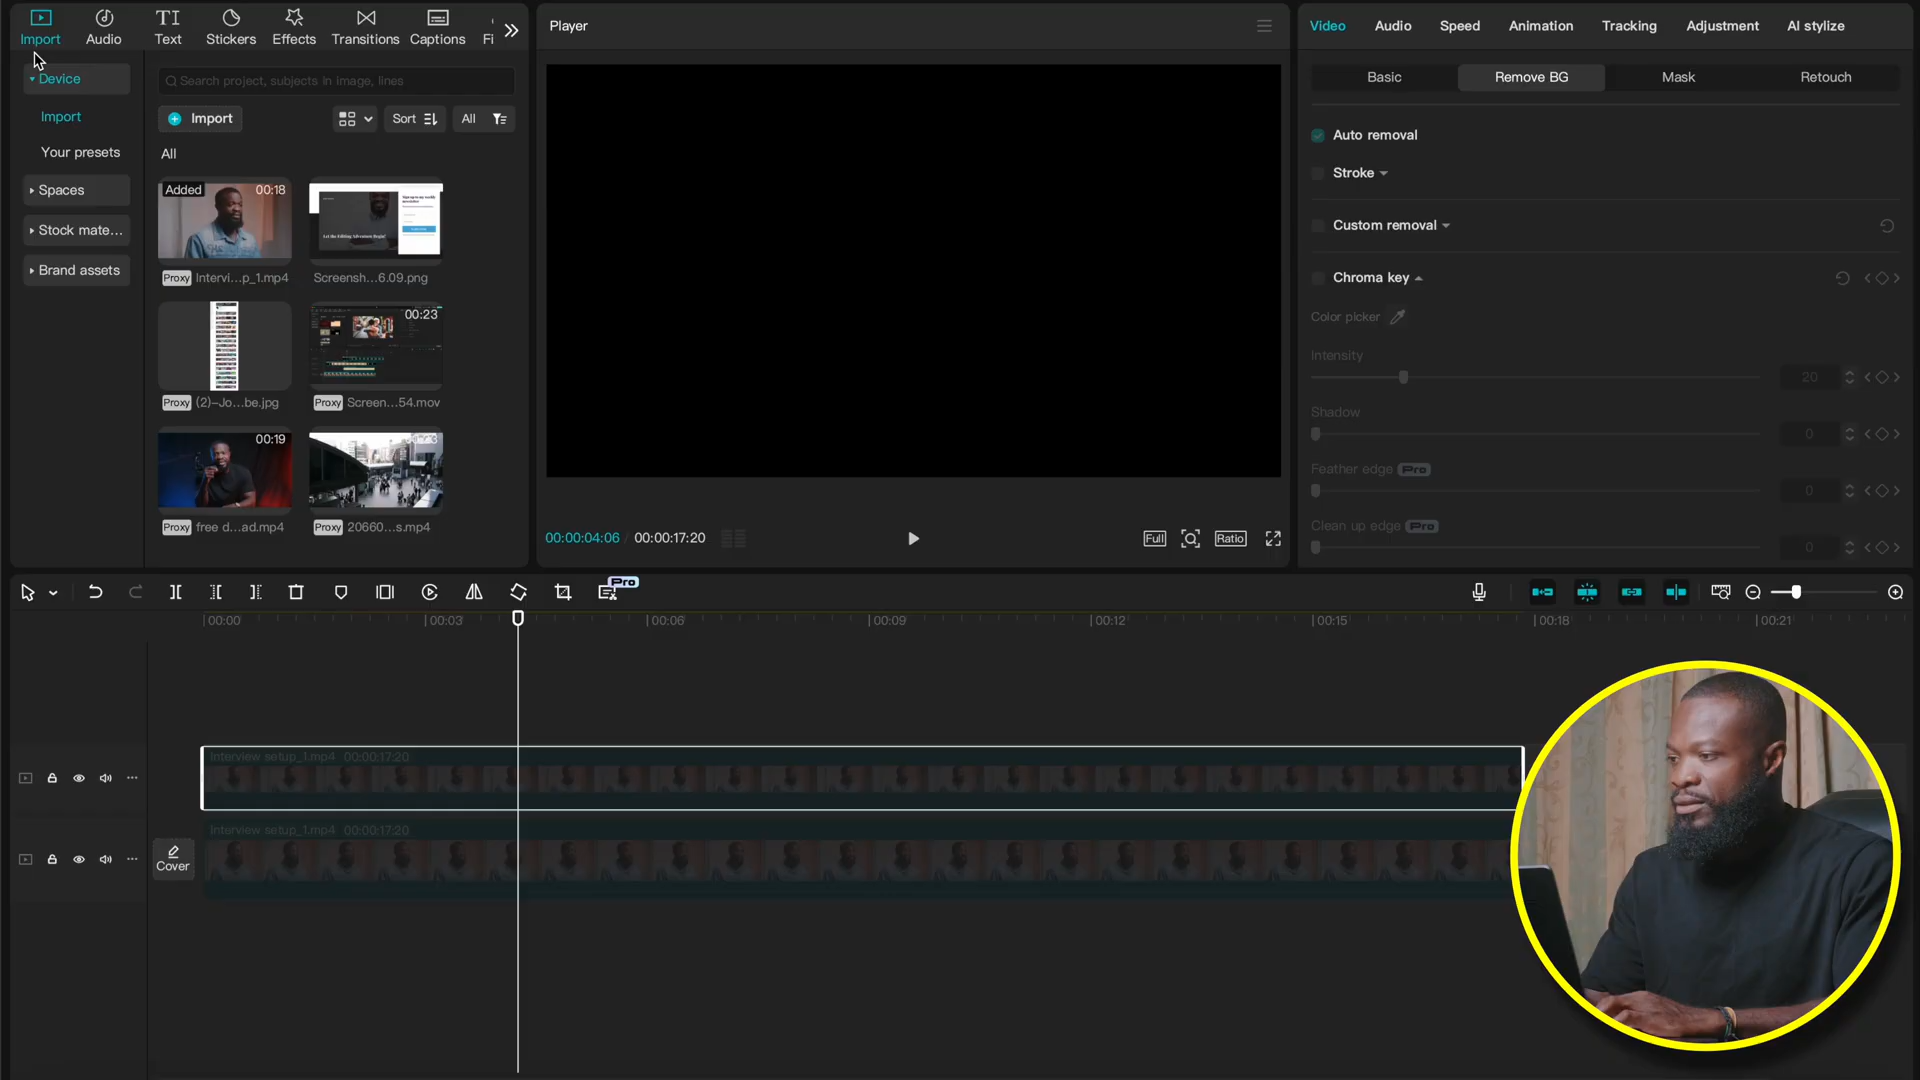 Import
Audio
Text
Stickers
Effects
Transitions
Captions
Fi
Device
Import
Your presets
Spaces
Stock mate...
Brand assets
Search project, subjects in image, lines
Import
Sort
All
All
Added
00:18
Proxy Intervi...p_1.mp4
Screensh...6.09.png
Proxy (2)–Jo...be.jpg
00:23
Proxy Screen...54.mov
00:19
Proxy free d...ad.mp4
Proxy 20660...s.mp4
Player
00:00:04:06 / 00:00:17:20
Full
Ratio
Video
Audio
Speed
Animation
Tracking
Adjustment
AI stylize
Basic
Remove BG
Mask
Retouch
Auto removal
Stroke
Custom removal
Chroma key
Color picker
Intensity
20
Shadow
0
Feather edge Pro
0
Clean up edge Pro
0
Pro
00:00
00:03
00:06
00:09
00:12
00:15
00:18
00:21
Interview setup_1.mp4 00:00:17:20
Interview setup_1.mp4 00:00:17:20
Cover